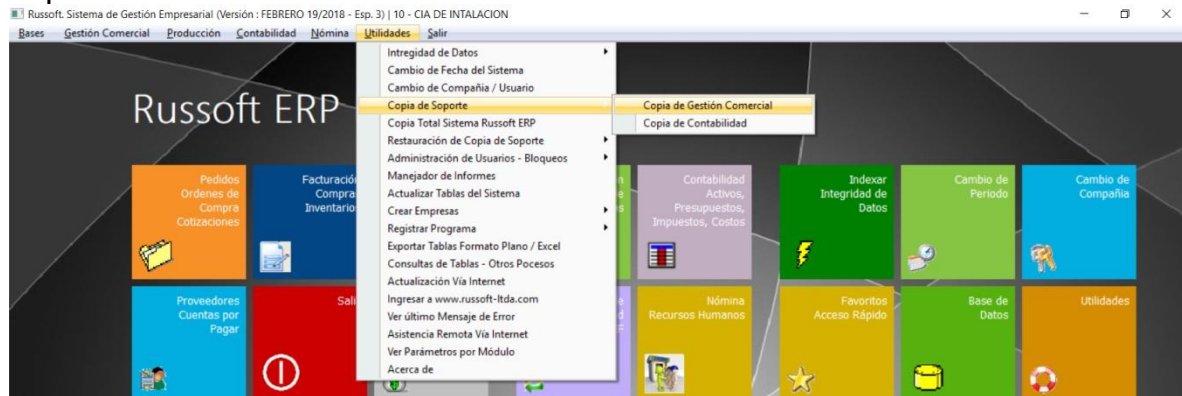 Russoft. Sistema de Gestión Empresarial (Versión : FEBRERO 19/2018 - Esp. 3) | 10 - CIA DE INTALACION
Bases Gestión Comercial Producción Contabilidad Nómina Utilidades Salir
Intregidad de Datos
Cambio de Fecha del Sistema
Cambio de Compañia / Usuario
Copia de Soporte
Copia Total Sistema Russoft ERP
Restauración de Copia de Soporte
Administración de Usuarios - Bloqueos
Manejador de Informes
Actualizar Tablas del Sistema
Crear Empresas
Registrar Programa
Exportar Tablas Formato Plano / Excel
Consultas de Tablas - Otros Pocesos
Actualización Vía Internet
Ingresar a www.russoft-ltda.com
Ver último Mensaje de Error
Asistencia Remota Vía Internet
Ver Parámetros por Módulo
Acerca de
Copia de Gestión Comercial
Copia de Contabilidad
Russoft ERP
Pedidos
Ordenes de
Compra
Cotizaciones
Facturación
Compra
Inventario
Contabilidad
Activos,
Presupuestos,
Impuestos, Costos
Indexar
Integridad de
Datos
Cambio de
Periodo
Cambio de
Compañia
Proveedores
Cuentas por
Pagar
Sali
Nómina
Recursos Humanos
Favoritos
Acceso Rápido
Base de
Datos
Utilidades